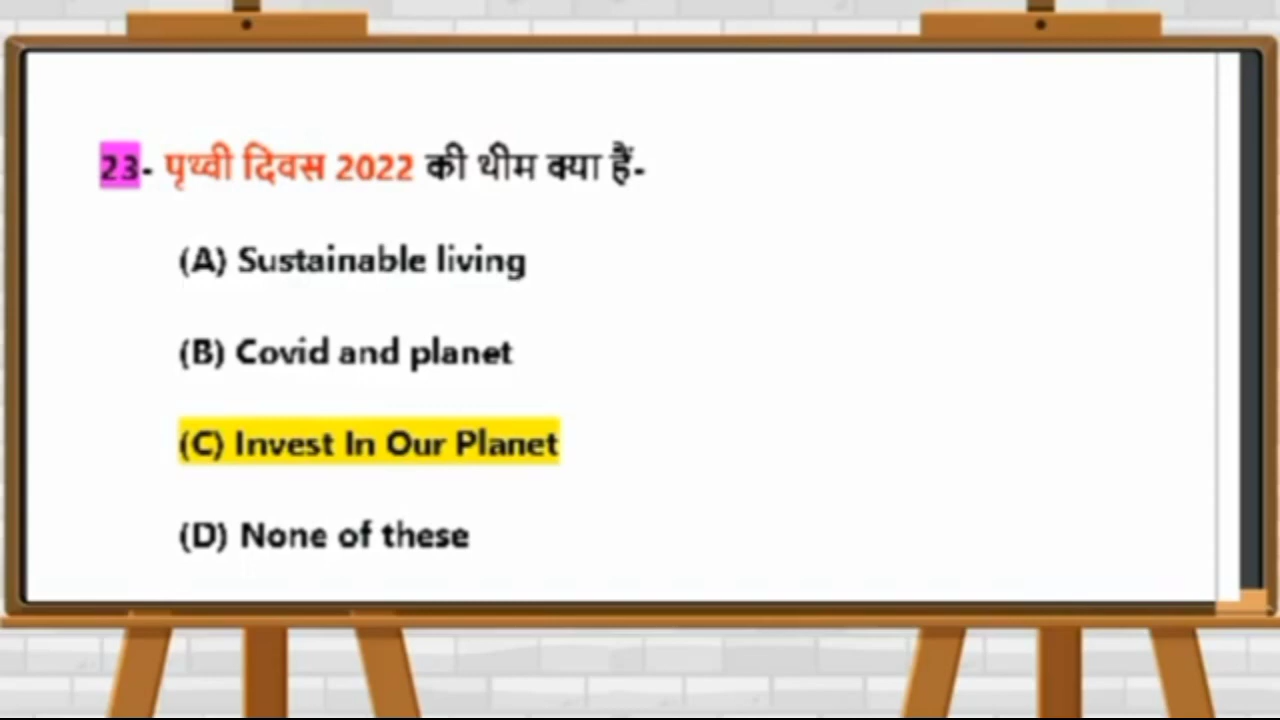 23- पृथ्वी दिवस 2022 की थीम क्या हैं-
(A) Sustainable living
(B) Covid and planet
(C) Invest In Our Planet
(D) None of these